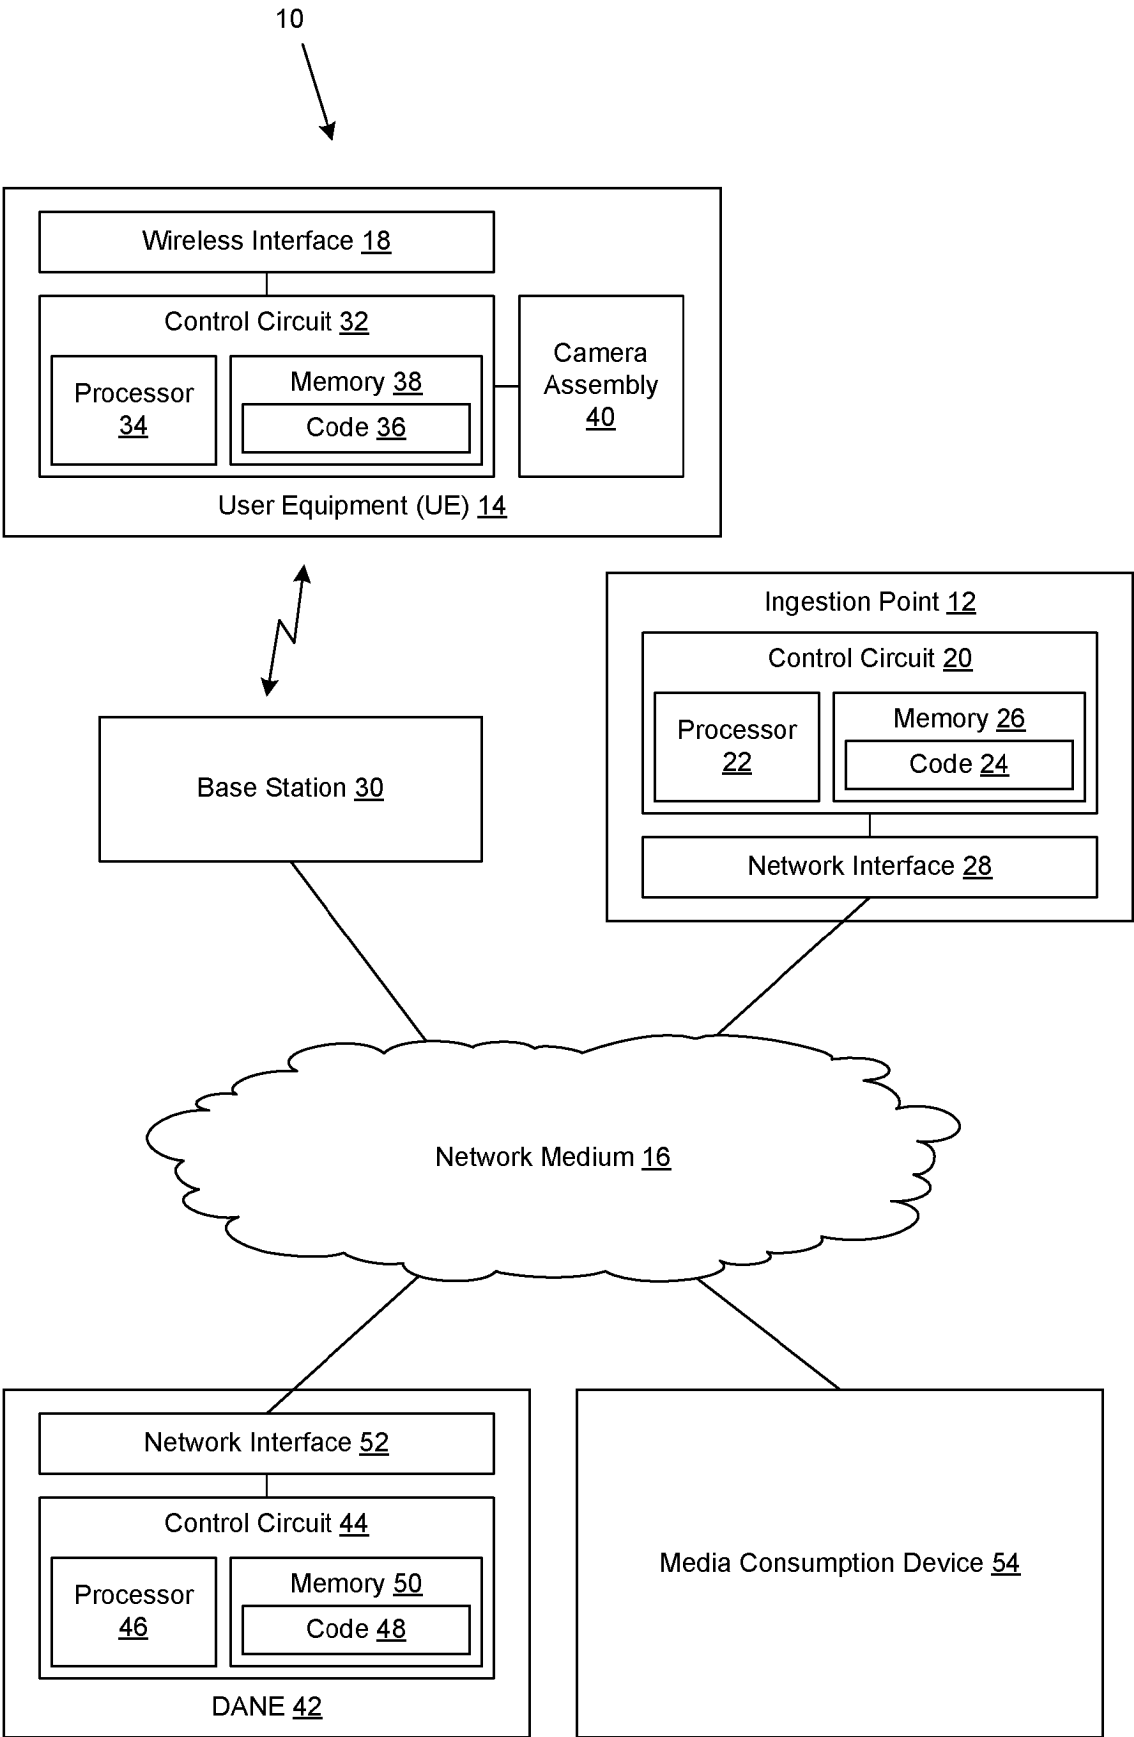 10
Wireless Interface 18
Control Circuit 32
Processor
34
Memory 38
Code 36
Camera
Assembly
40
User Equipment (UE) 14
Ingestion Point 12
Control Circuit 20
Processor
22
Memory 26
Code 24
Network Interface 28
Base Station 30
Network Medium 16
Network Interface 52
Control Circuit 44
Processor
46
Memory 50
Code 48
DANE 42
Media Consumption Device 54